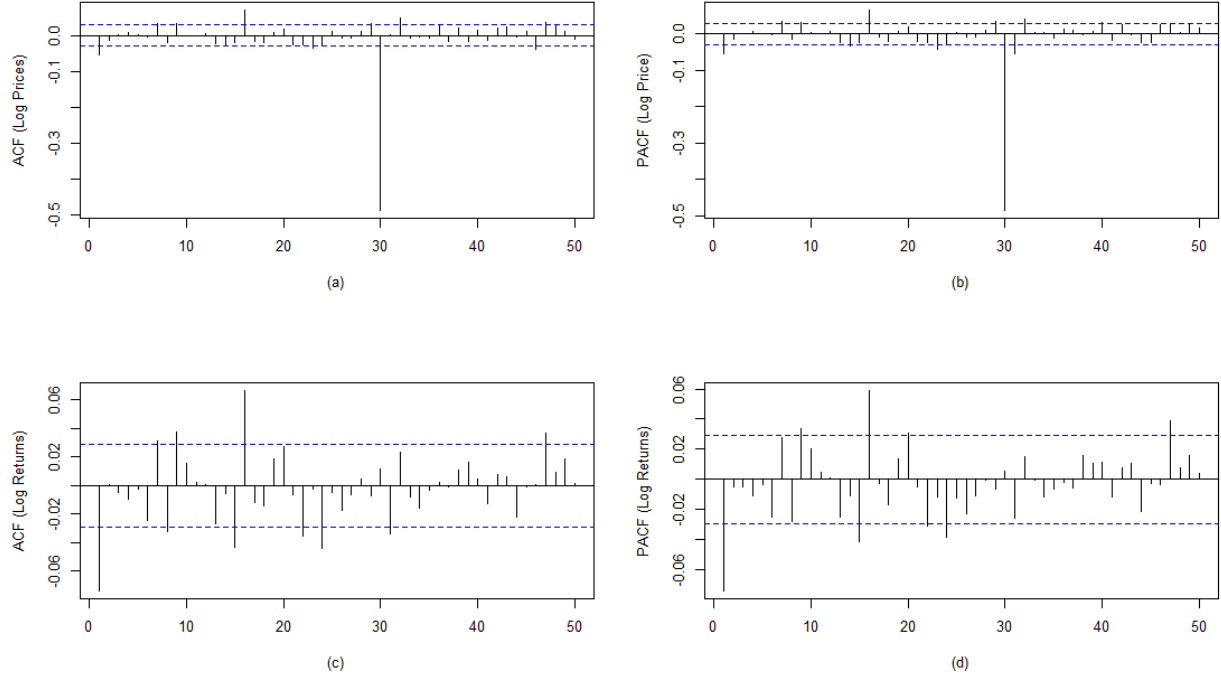 ACF (Log Prices)
0.0
-0.1
-0.3
-0.5
0 10 20 30 40 50
(a)
PACF (Log Price)
0.0
-0.1
-0.3
-0.5
0 10 20 30 40 50
(b)
ACF (Log Returns)
0.06
0.02
-0.02
-0.06
0 10 20 30 40 50
(c)
PACF (Log Returns)
0.06
0.02
-0.02
-0.06
0 10 20 30 40 50
(d)